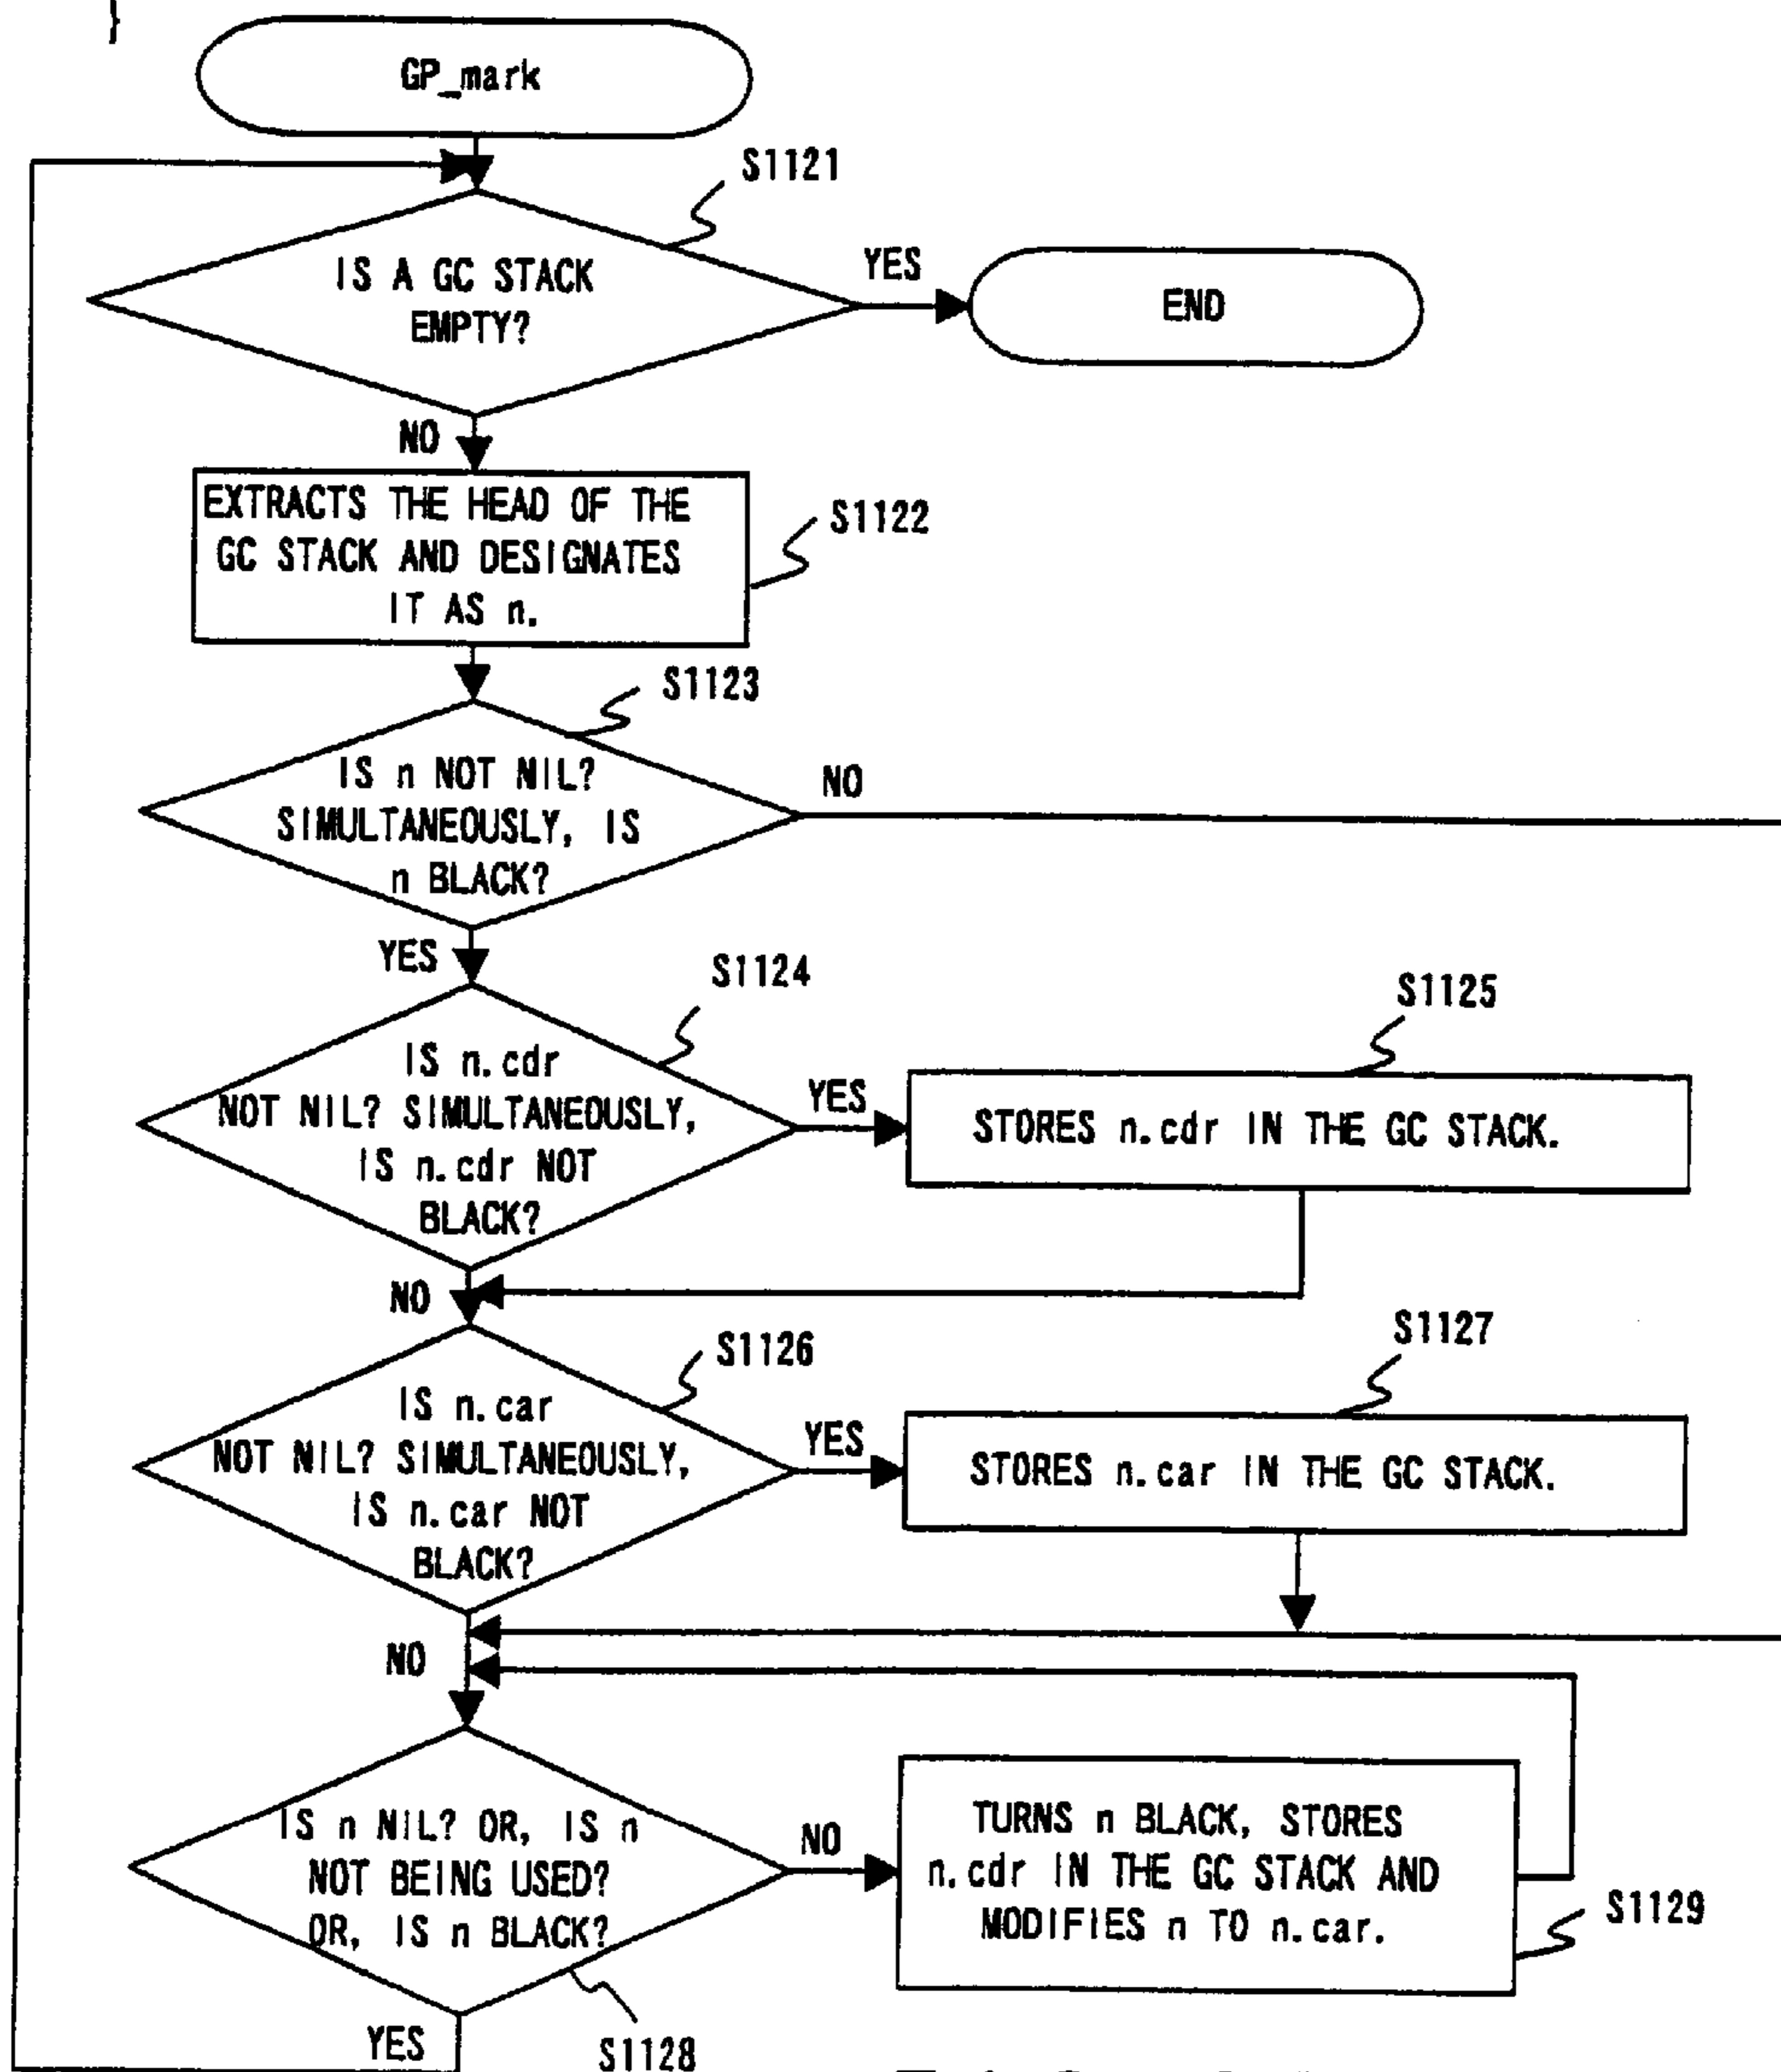 }
GP_mark
S1121
IS A GC STACK
EMPTY?
YES
END
NO
EXTRACTS THE HEAD OF THE
GC STACK AND DESIGNATES
IT AS n.
S1122
S1123
IS n NOT NIL?
SIMULTANEOUSLY, IS
n BLACK?
NO
YES
S1124
IS n.cdr
NOT NIL? SIMULTANEOUSLY,
IS n.cdr NOT
BLACK?
YES
S1125
STORES n.cdr IN THE GC STACK.
NO
S1126
IS n.car
NOT NIL? SIMULTANEOUSLY,
IS n.car NOT
BLACK?
YES
S1127
STORES n.car IN THE GC STACK.
NO
IS n NIL? OR, IS n
NOT BEING USED?
OR, IS n BLACK?
NO
TURNS n BLACK, STORES
n.cdr IN THE GC STACK AND
MODIFIES n TO n.car.
S1129
YES
S1128